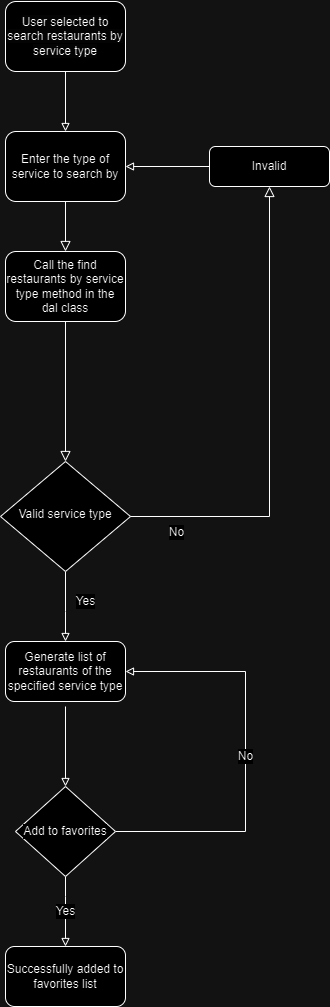 User selected to
search restaurants by
service type
Enter the type of
service to search by
Invalid
Call the find
restaurants by service
type method in the
dal class
Valid service type
No
Yes
Generate list of
restaurants of the
specified service type
No
Add to favorites
Yes
Successfully added to
favorites list